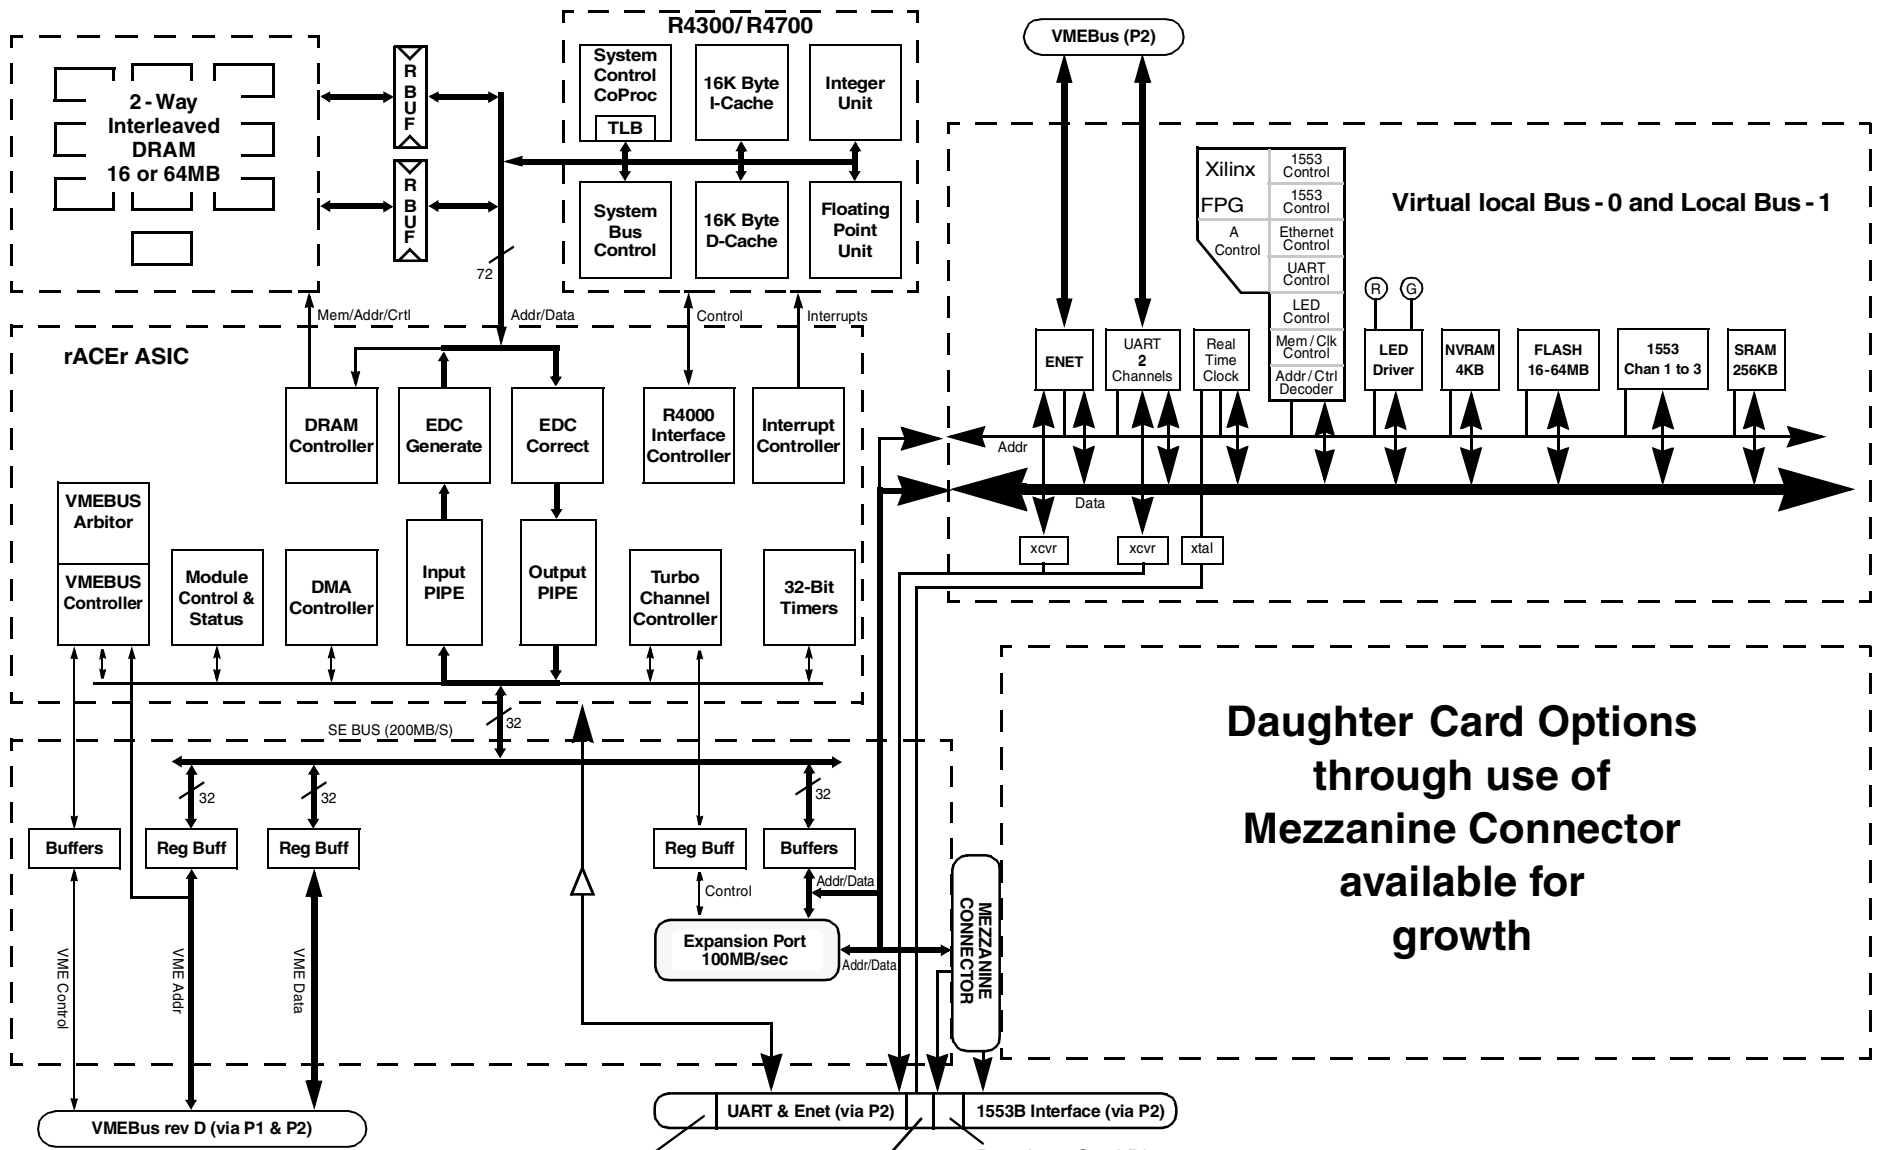 R4300/R4700
VMEBus (P2)
2-Way
Interleaved
DRAM
16 or 64MB
R
BUF
R
BUF
System
Control
CoProc
TLB
16K Byte
I-Cache
Integer
Unit
System
Bus
Control
16K Byte
D-Cache
Floating
Point
Unit
72
Mem/Addr/Crtl
Addr/Data
Control
Interrupts
Virtual local Bus-0 and Local Bus-1
Xilinx
FPG
A
Control
1553
Control
1553
Control
Ethernet
Control
UART
Control
LED
Control
Mem/Clk
Control
Addr/Ctrl
Decoder
R
G
ENET
UART
2
Channels
Real
Time
Clock
LED
Driver
NVRAM
4KB
FLASH
16-64MB
1553
Chan 1 to 3
SRAM
256KB
Addr
Data
xcvr
xcvr
xtal
rACEr ASIC
DRAM
Controller
EDC
Generate
EDC
Correct
R4000
Interface
Controller
Interrupt
Controller
VMEBUS
Arbitor
VMEBUS
Controller
Module
Control &
Status
DMA
Controller
Input
PIPE
Output
PIPE
Turbo
Channel
Controller
32-Bit
Timers
SE BUS (200MB/S)
32
32
32
32
Buffers
Reg Buff
Reg Buff
Reg Buff
Buffers
Control
Addr/Data
Expansion Port
100MB/sec
Addr/Data
MEZZANINE
CONNECTOR
VME Control
VME Addr
VME Data
Daughter Card Options
through use of
Mezzanine Connector
available for
growth
VMEBus rev D (via P1 & P2)
UART & Enet (via P2)
1553B Interface (via P2)